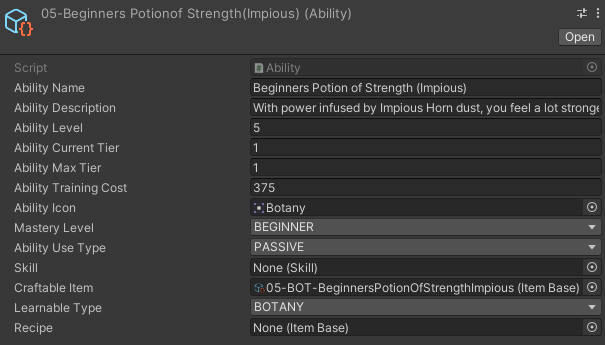 05-Beginners Potionof Strength(Impious) (Ability)
Open
Script Ability
Ability Name Beginners Potion of Strength (Impious)
Ability Description With power infused by Impious Horn dust, you feel a lot stronge
Ability Level 5
Ability Current Tier 1
Ability Max Tier 1
Ability Training Cost 375
Ability Icon Botany
Mastery Level BEGINNER
Ability Use Type PASSIVE
Skill None (Skill)
Craftable Item 05-BOT-BeginnersPotionOfStrengthImpious (Item Base)
Learnable Type BOTANY
Recipe None (Item Base)